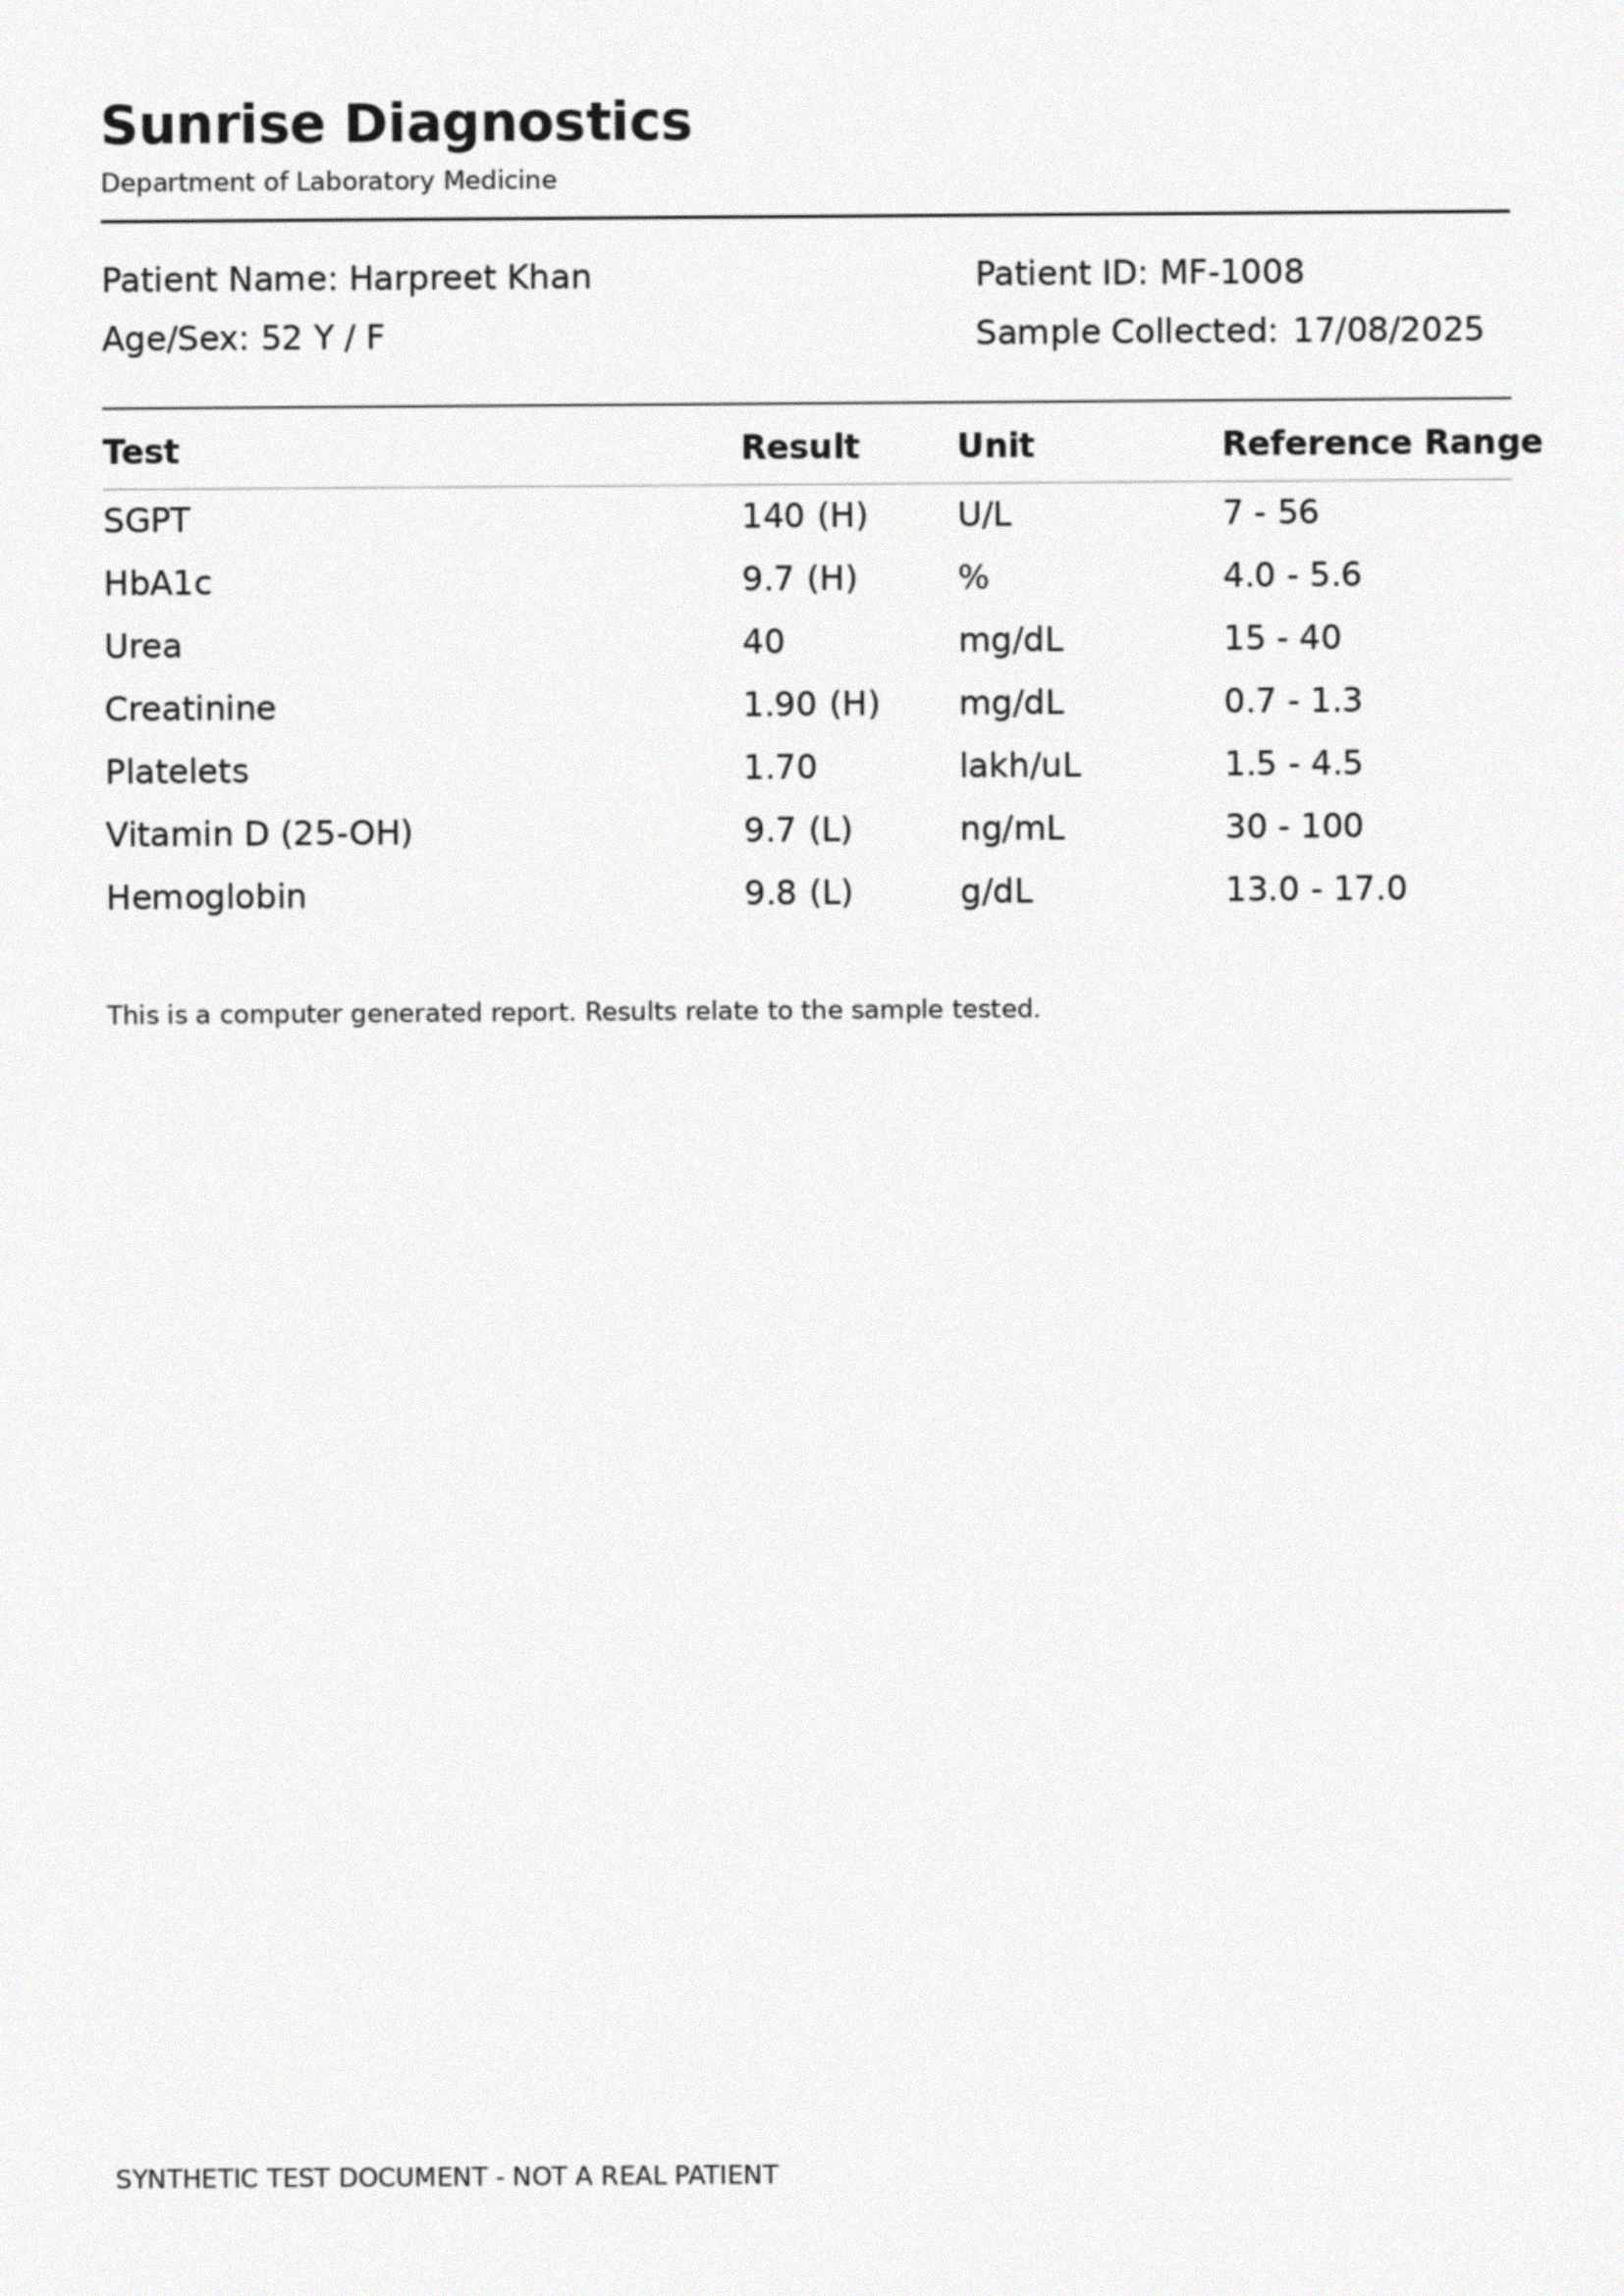 Sunrise Diagnostics
Department of Laboratory Medicine
Patient Name: Harpreet Khan Patient ID: MF-1008
Age/Sex: 52 Y / F Sample Collected: 17/08/2025
Test Result Unit Reference Range
SGPT 140 (H) U/L 7 - 56
HbA1c 9.7 (H) % 4.0 - 5.6
Urea 40 mg/dL 15 - 40
Creatinine 1.90 (H) mg/dL 0.7 - 1.3
Platelets 1.70 lakh/uL 1.5 - 4.5
Vitamin D (25-OH) 9.7 (L) ng/mL 30 - 100
Hemoglobin 9.8 (L) g/dL 13.0 - 17.0
This is a computer generated report. Results relate to the sample tested.
SYNTHETIC TEST DOCUMENT - NOT A REAL PATIENT